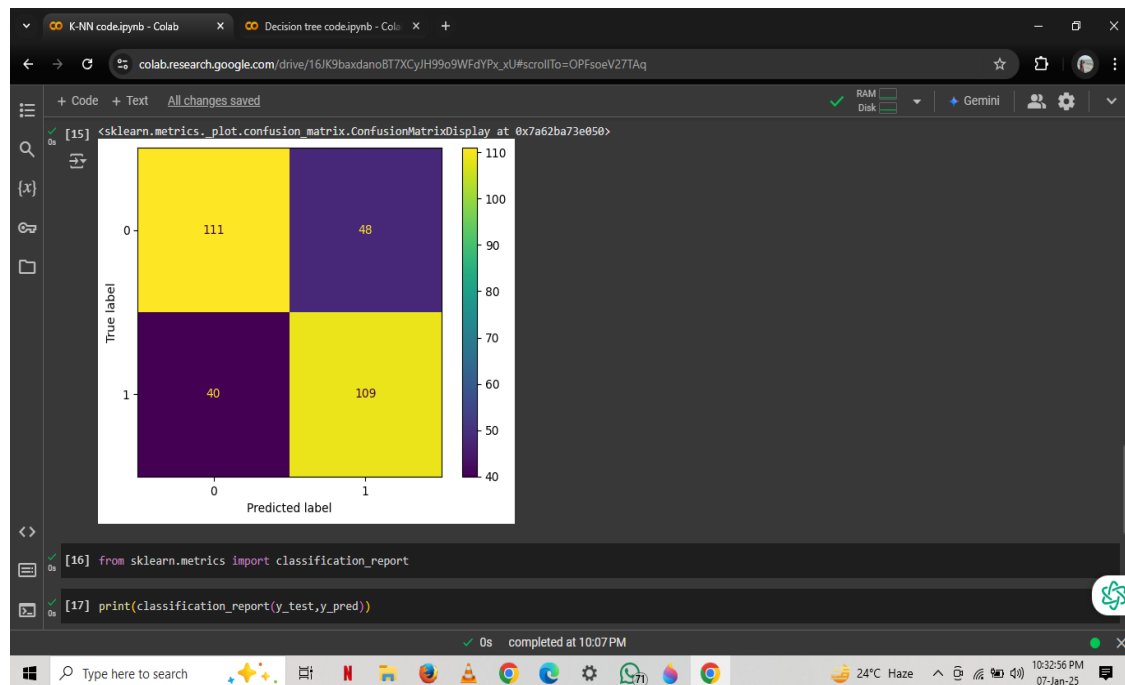 K-NN code.ipynb - Colab
Decision tree code.ipynb - Cola
colab.research.google.com/drive/16JK9baxdanoBT7XCyJH99o9WFdYPx_xU#scrollTo=OPFsoeV27TAq
+ Code + Text All changes saved
RAM
Disk
Gemini
0s
[15] <sklearn.metrics._plot.confusion_matrix.ConfusionMatrixDisplay at 0x7a62ba73e050>
{x}
True label
0
1
111 48
40 109
0 1
Predicted label
110
100
90
80
70
60
50
40
<>
0s
[16] from sklearn.metrics import classification_report
0s
[17] print(classification_report(y_test,y_pred))
0s completed at 10:07 PM
Type here to search
N
71
24°C Haze
10:32:56 PM
07-Jan-25